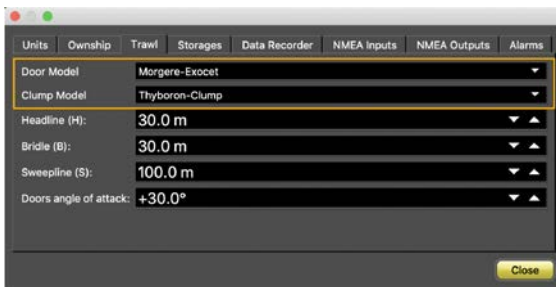 Units Ownship Trawl Storages Data Recorder NMEA Inputs NMEA Outputs Alarms
Door Model Morgere-Exocet
Clump Model Thyboron-Clump
Headline (H): 30.0 m
Bridle (B): 30.0 m
Sweepline (S): 100.0 m
Doors angle of attack: +30.0°
Close